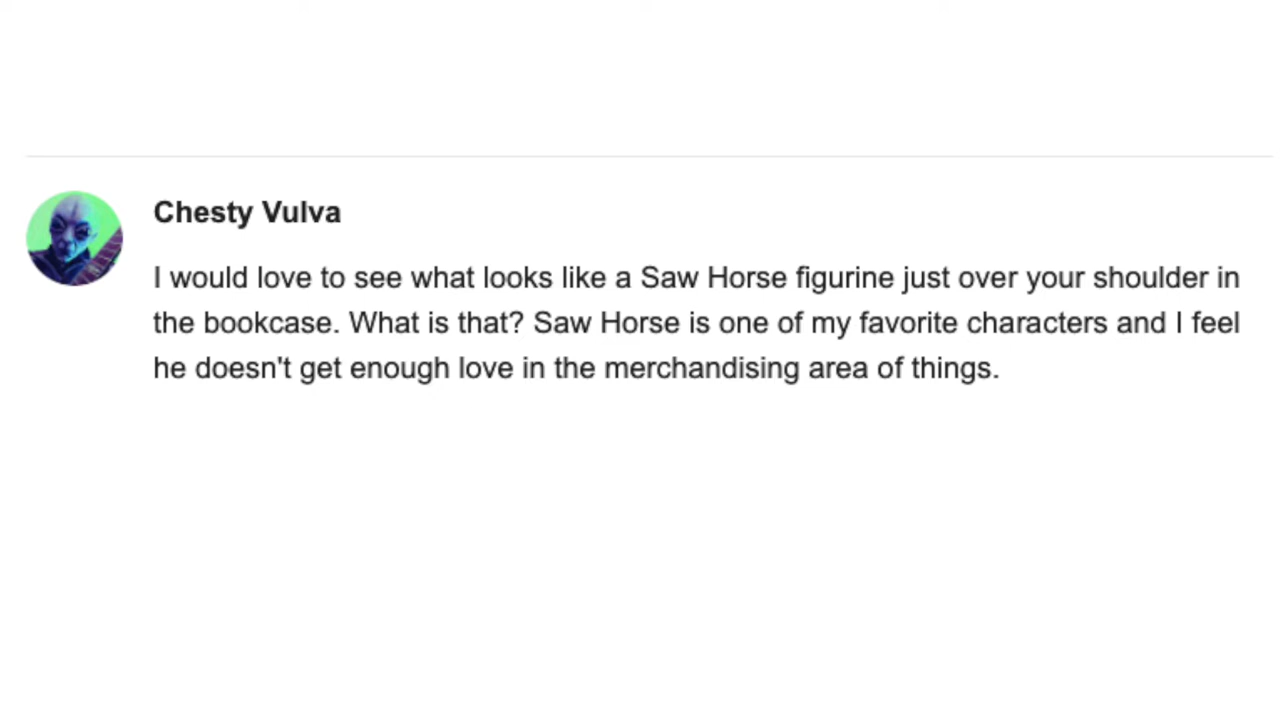 Chesty Vulva
I would love to see what looks like a Saw Horse figurine just over your shoulder in
the bookcase. What is that? Saw Horse is one of my favorite characters and I feel
he doesn't get enough love in the merchandising area of things.